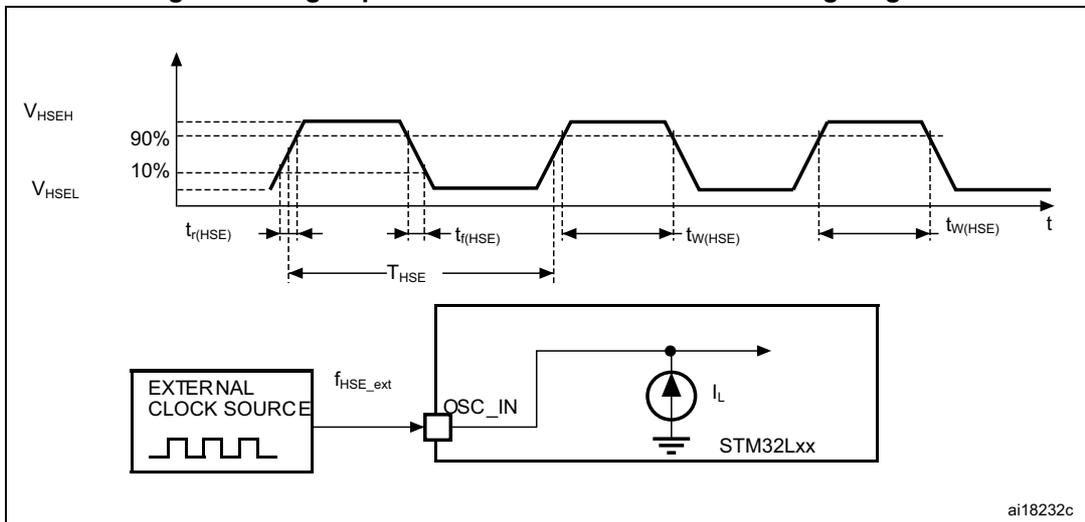 V_HSEH
90%
10%
V_HSEL
t_r(HSE)
t_f(HSE)
t_W(HSE)
t_W(HSE)
t
T_HSE
EXTERNAL
CLOCK SOURCE
f_HSE_ext
OSC_IN
I_L
STM32Lxx
ai18232c